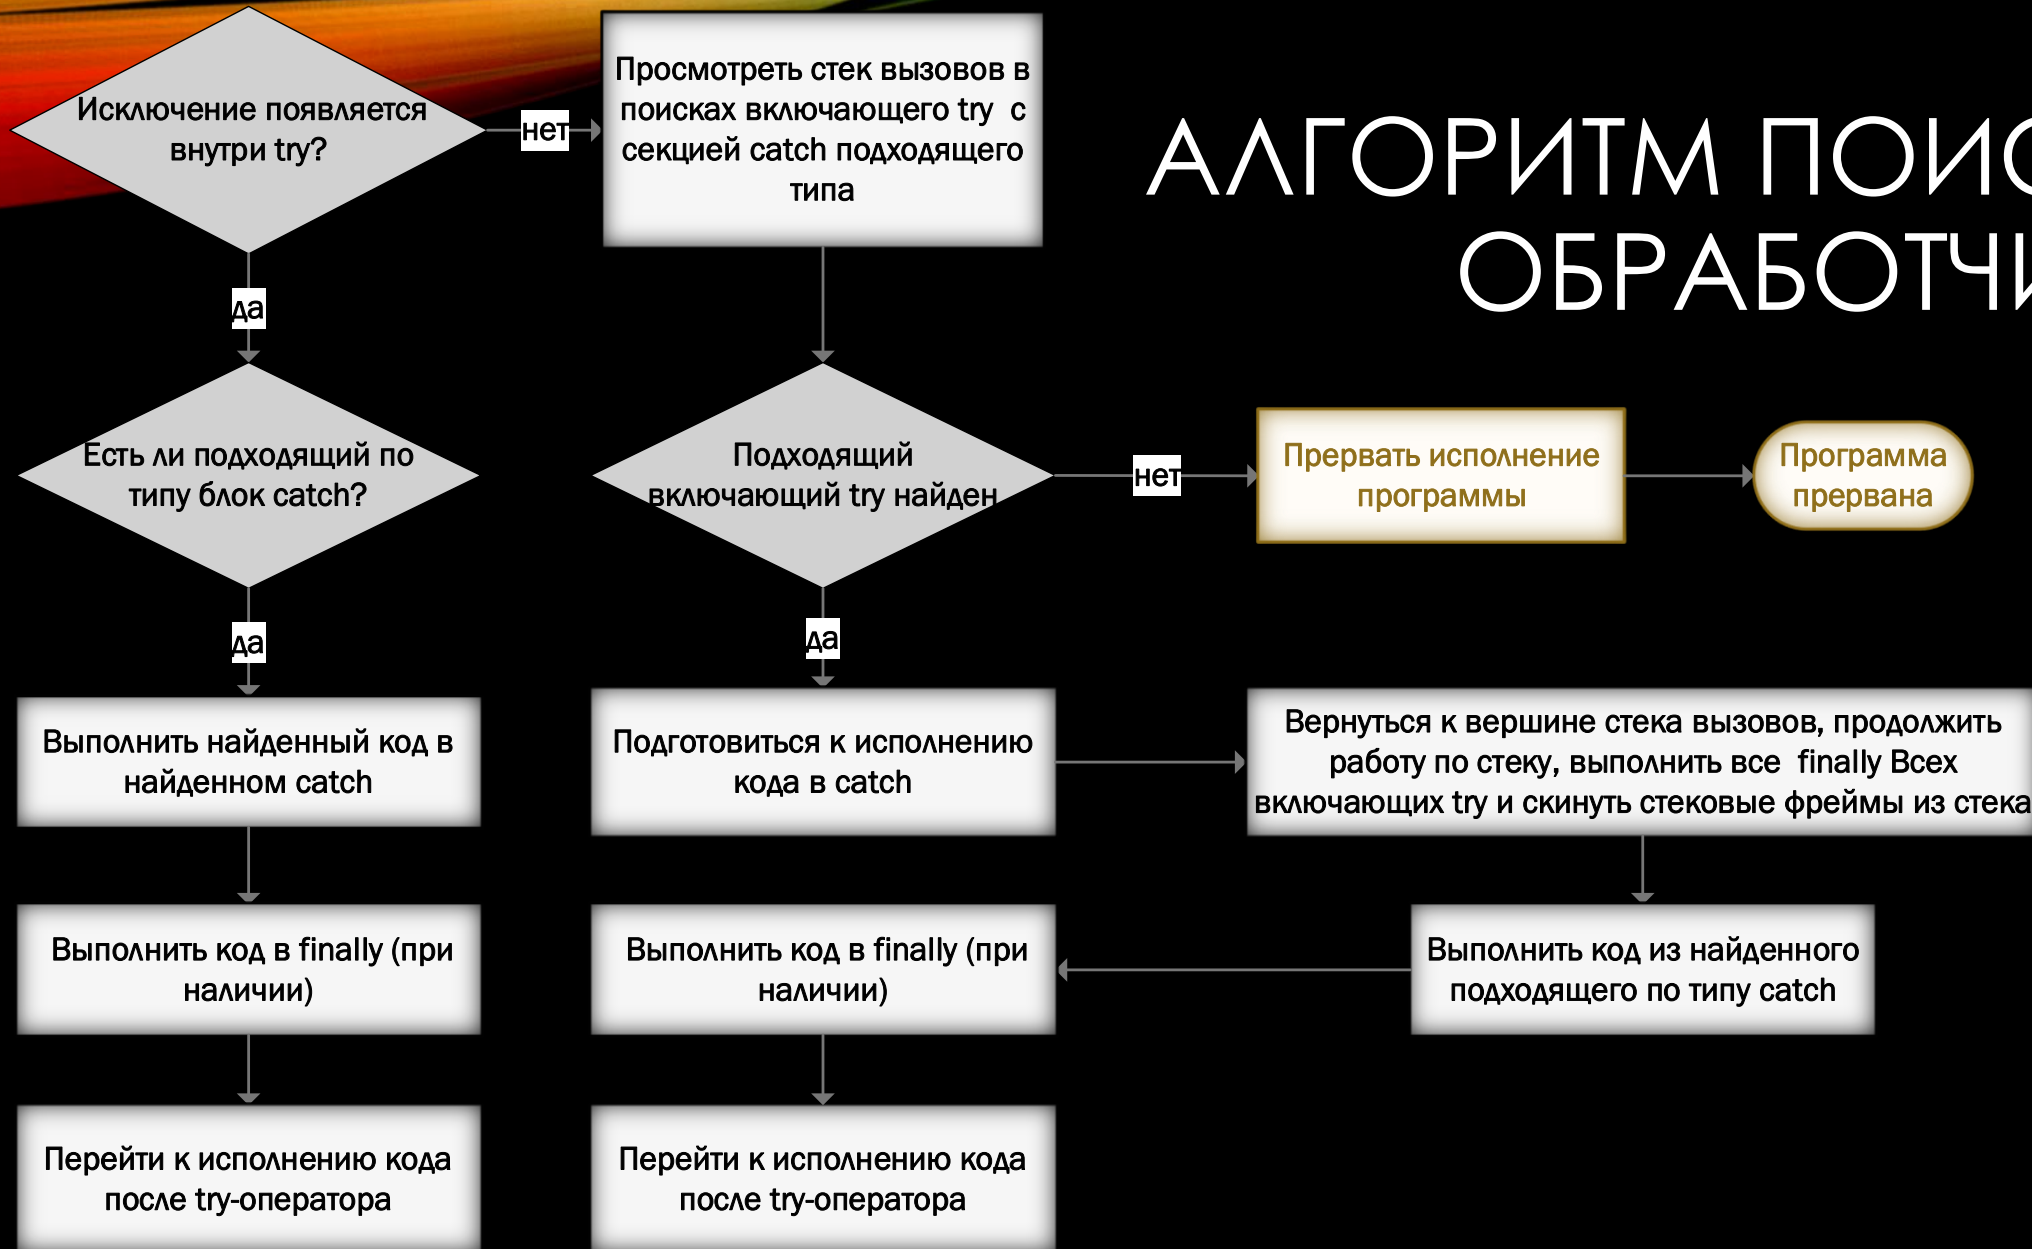 Исключение появляется
внутри try?
нет
Просмотреть стек вызовов в
поисках включающего try с
секцией catch подходящего
типа
АЛГОРИТМ ПОИС
ОБРАБОТЧИ
да
Есть ли подходящий по
типу блок catch?
Подходящий
включающий try найден
нет
Прервать исполнение
программы
Программа
прервана
да
да
Выполнить найденный код в
найденном catch
Подготовиться к исполнению
кода в catch
Вернуться к вершине стека вызовов, продолжить
работу по стеку, выполнить все finally Всех
включающих try и скинуть стековые фреймы из стека
Выполнить код в finally (при
наличии)
Выполнить код в finally (при
наличии)
Выполнить код из найденного
подходящего по типу catch
Перейти к исполнению кода
после try-оператора
Перейти к исполнению кода
после try-оператора